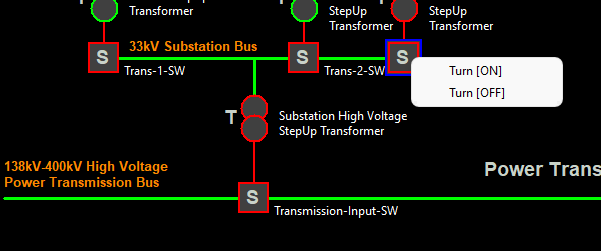 Transformer
StepUp
Transformer
StepUp
Transformer
33kV Substation Bus
S
S
S
Trans-1-SW
Trans-2-SW
Turn [ON]
Turn [OFF]
T
Substation High Voltage
StepUp Transformer
138kV-400kV High Voltage
Power Transmission Bus
Power Trans
S
Transmission-Input-SW